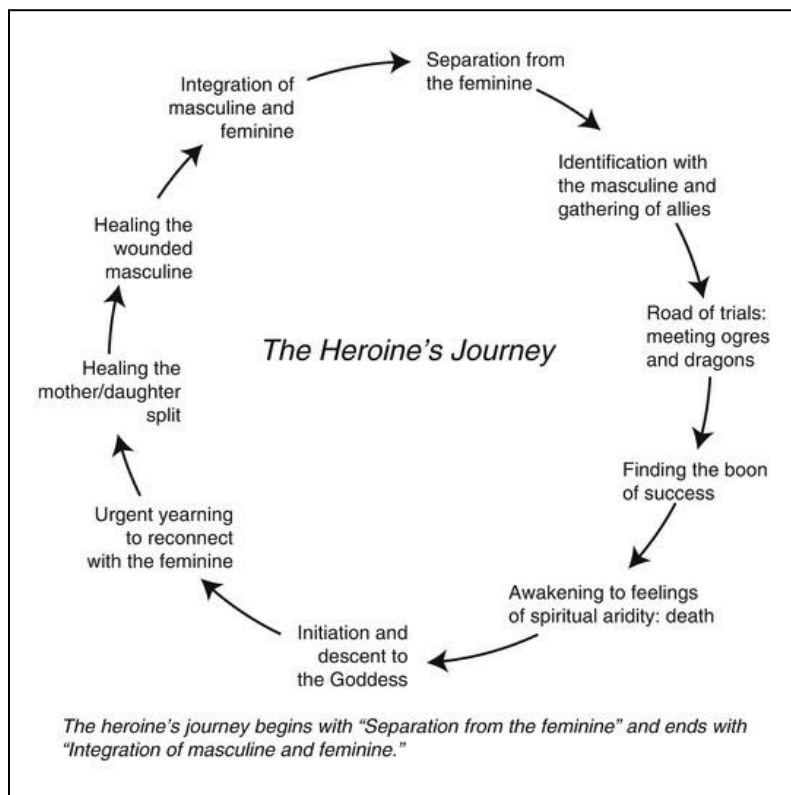 Separation from
the feminine
Identification with
the masculine and
gathering of allies
Road of trials:
meeting ogres
and dragons
Finding the boon
of success
Awakening to feelings
of spiritual aridity: death
Initiation and
descent to
the Goddess
Urgent yearning
to reconnect
with the feminine
Healing the
mother/daughter
split
Healing the
wounded
masculine
Integration of
masculine and
feminine
The Heroine’s Journey
The heroine’s journey begins with “Separation from the feminine” and ends with
“Integration of masculine and feminine.”